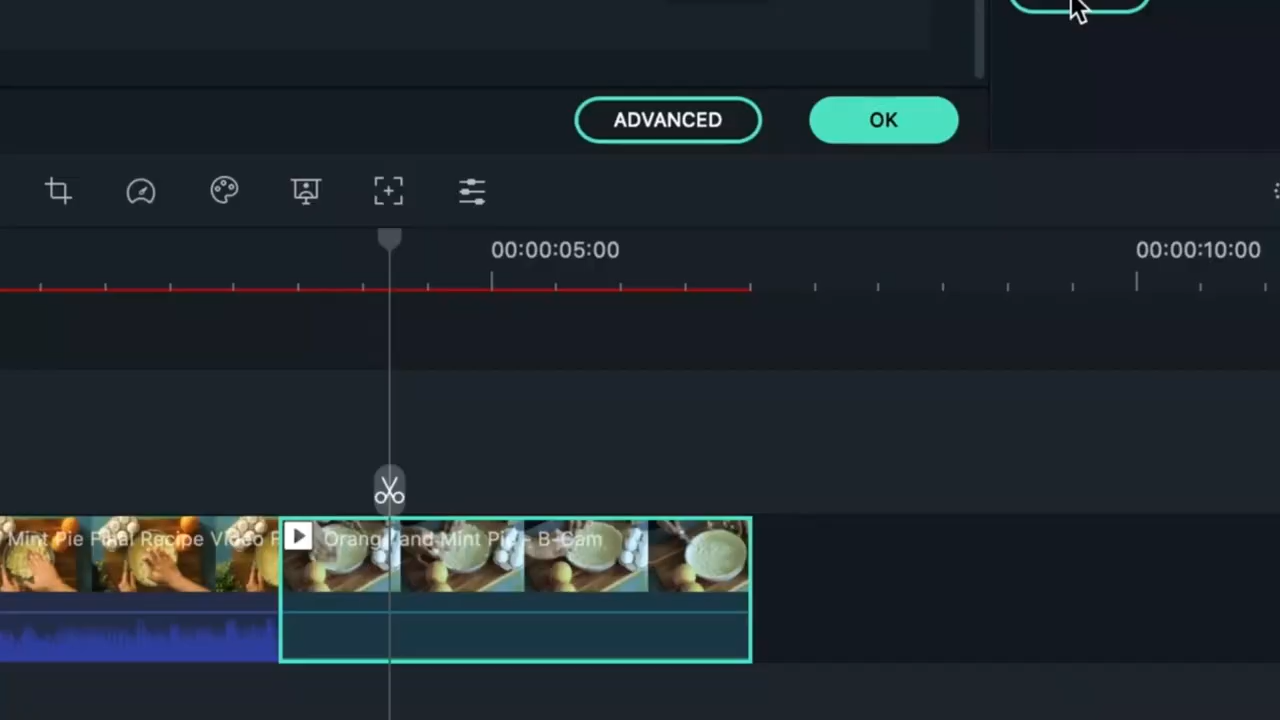 ADVANCED
OK
00:00:05:00
00:00:10:00
Mint Pie Final Recipe Video F
Orange and Mint Pie - B-Cam